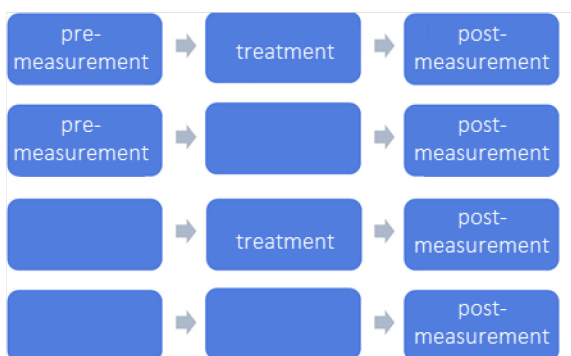 pre-
measurement
treatment
post-
measurement
pre-
measurement
post-
measurement
treatment
post-
measurement
post-
measurement